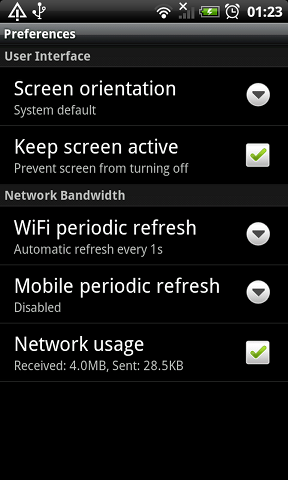 01:23
Preferences
User Interface
Screen orientation
System default
Keep screen active
Prevent screen from turning off
Network Bandwidth
WiFi periodic refresh
Automatic refresh every 1s
Mobile periodic refresh
Disabled
Network usage
Received: 4.0MB, Sent: 28.5KB